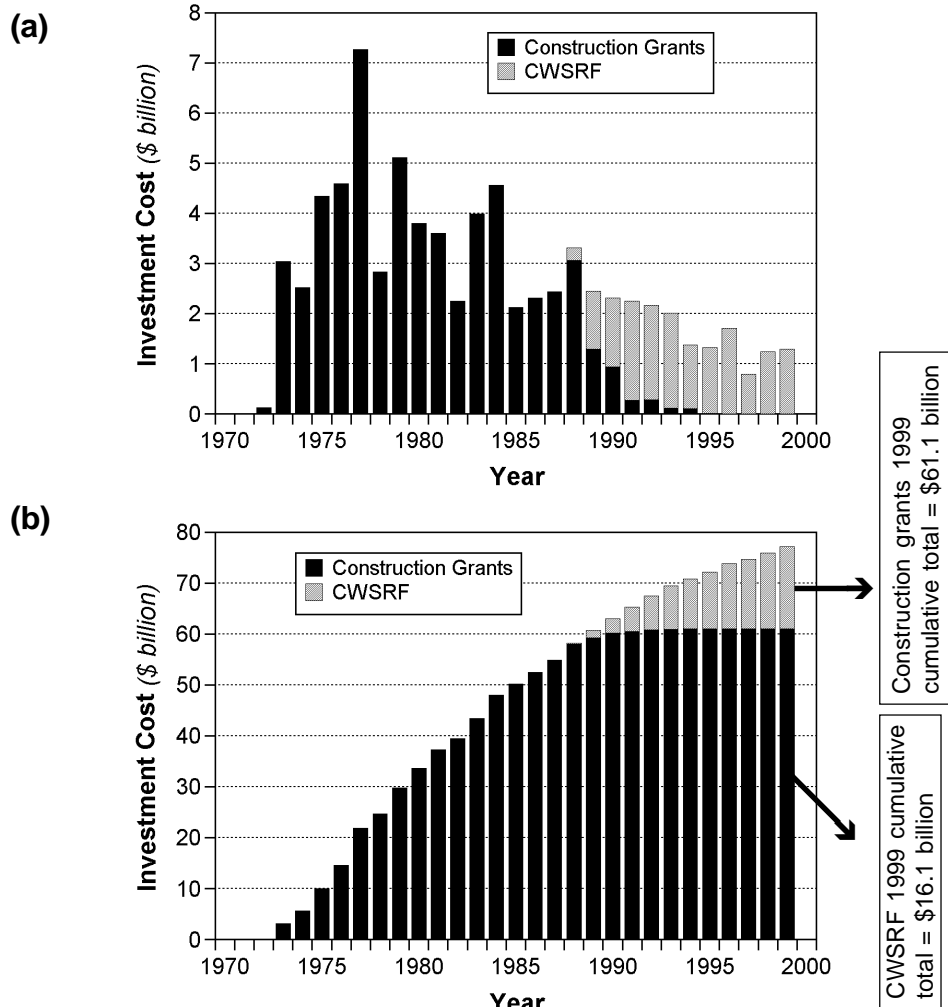 (a)
8
7
6
5
4
3
2
1
0
Investment Cost ($ billion)
Construction Grants
CWSRF
1970 1975 1980 1985 1990 1995 2000
Year
(b)
80
70
60
50
40
30
20
10
0
Investment Cost ($ billion)
Construction Grants
CWSRF
1970 1975 1980 1985 1990 1995 2000
Year
Construction grants 1999
cumulative total = $61.1 billion
CWSRF 1999 cumulative
total = $16.1 billion